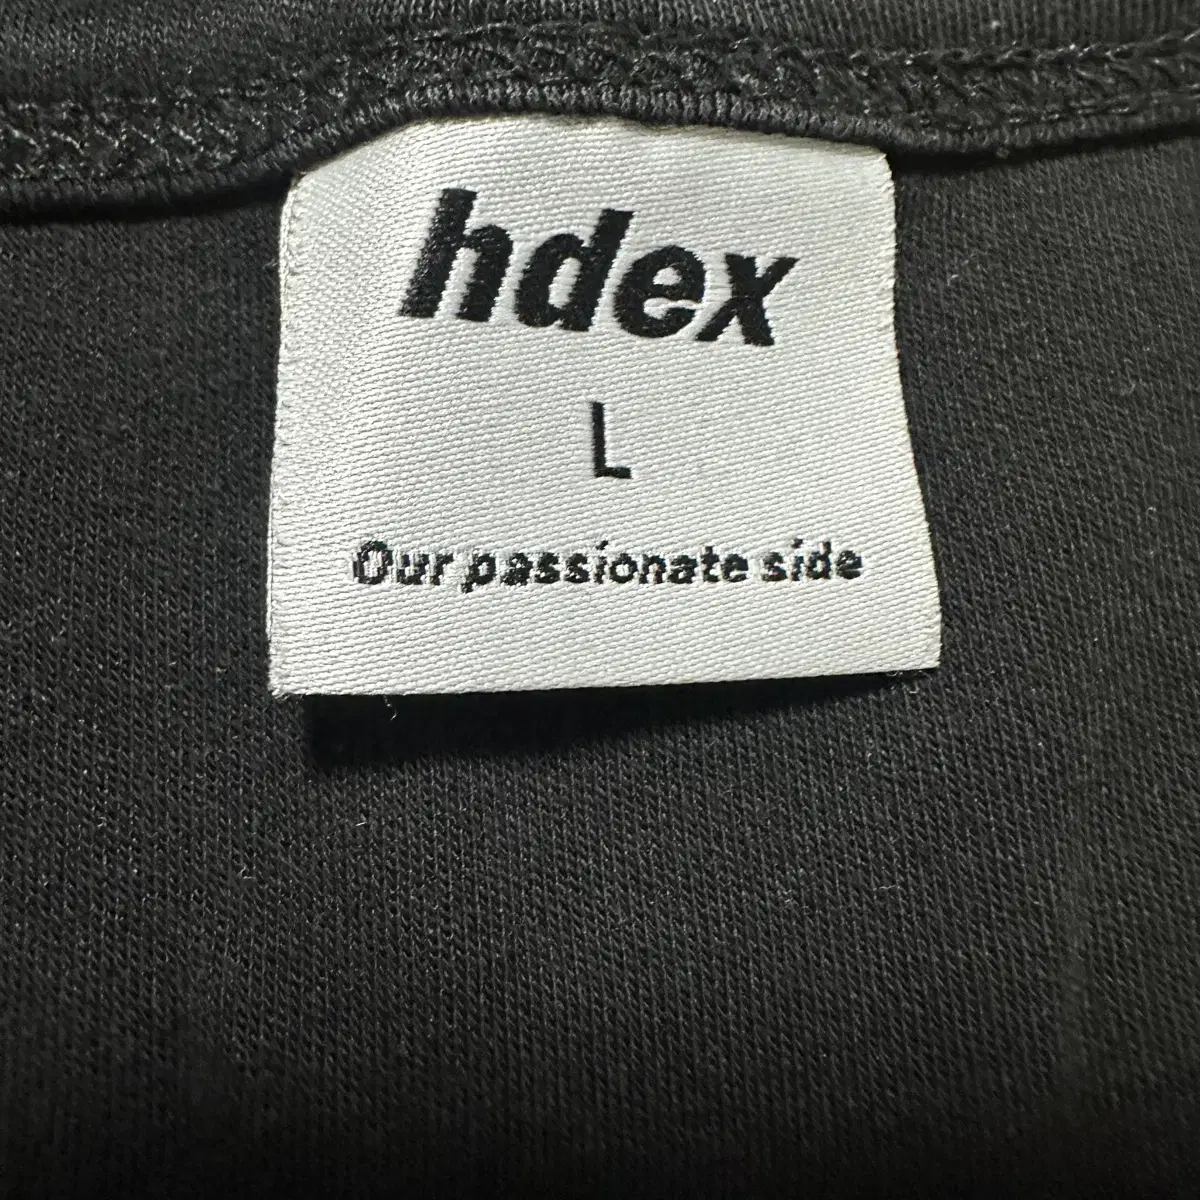 hdex
L
Our passionate side